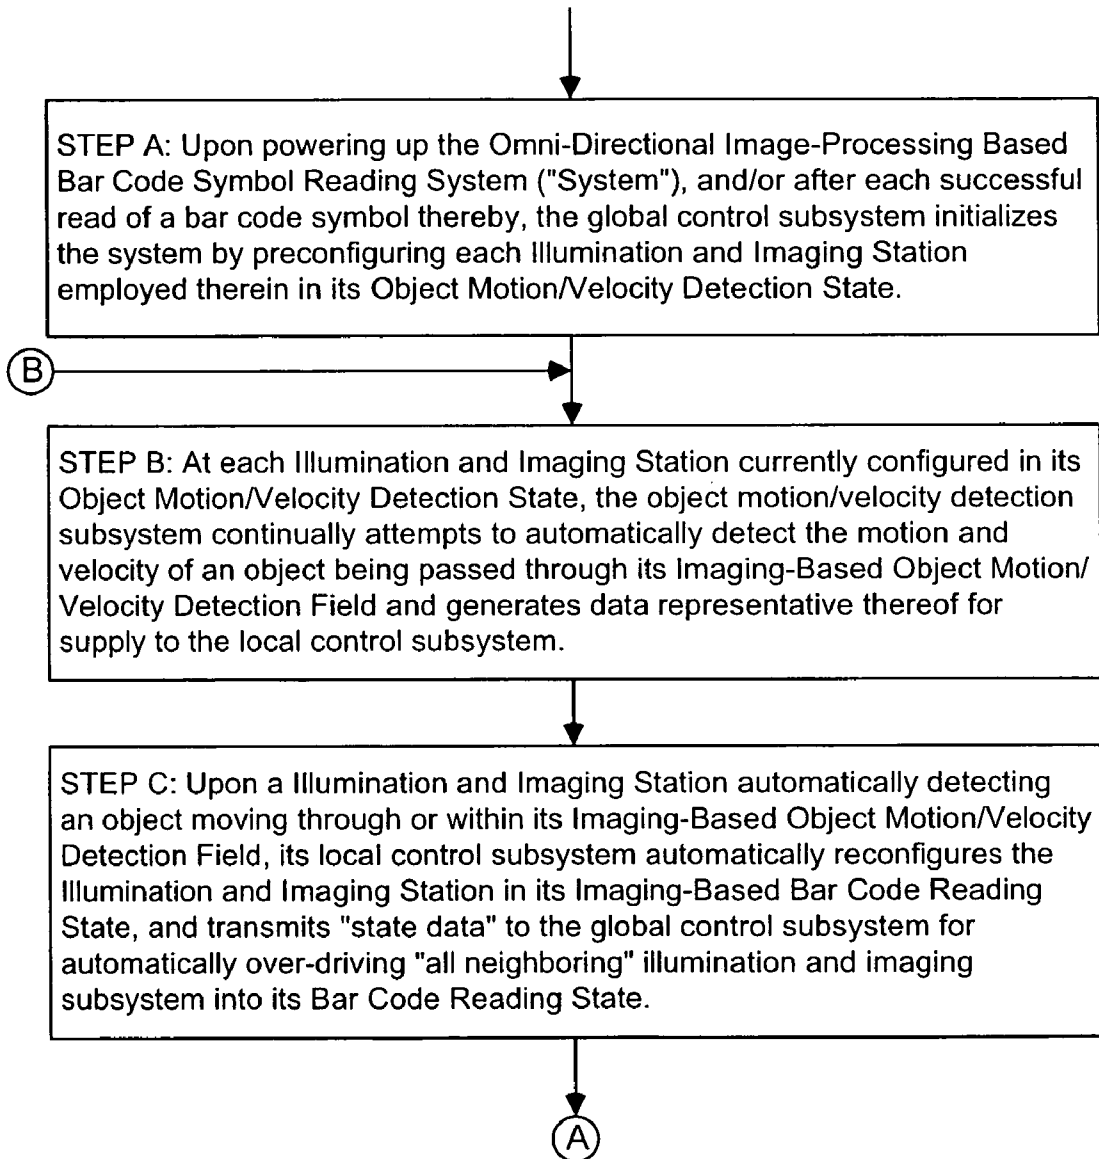 STEP A: Upon powering up the Omni-Directional Image-Processing Based
Bar Code Symbol Reading System ("System"), and/or after each successful
read of a bar code symbol thereby, the global control subsystem initializes
the system by preconfiguring each Illumination and Imaging Station
employed therein in its Object Motion/Velocity Detection State.
B
STEP B: At each Illumination and Imaging Station currently configured in its
Object Motion/Velocity Detection State, the object motion/velocity detection
subsystem continually attempts to automatically detect the motion and
velocity of an object being passed through its Imaging-Based Object Motion/
Velocity Detection Field and generates data representative thereof for
supply to the local control subsystem.
STEP C: Upon a Illumination and Imaging Station automatically detecting
an object moving through or within its Imaging-Based Object Motion/Velocity
Detection Field, its local control subsystem automatically reconfigures the
Illumination and Imaging Station in its Imaging-Based Bar Code Reading
State, and transmits "state data" to the global control subsystem for
automatically over-driving "all neighboring" illumination and imaging
subsystem into its Bar Code Reading State.
A